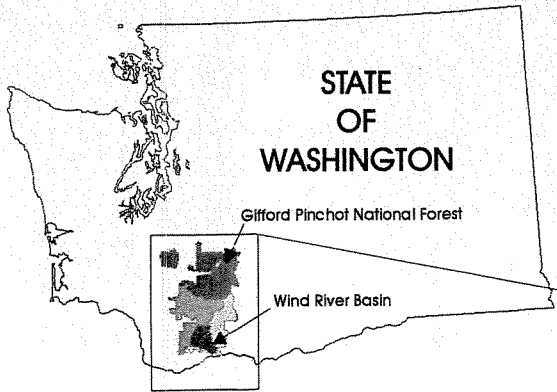 STATE
OF
WASHINGTON
Gifford Pinchot National Forest
Wind River Basin